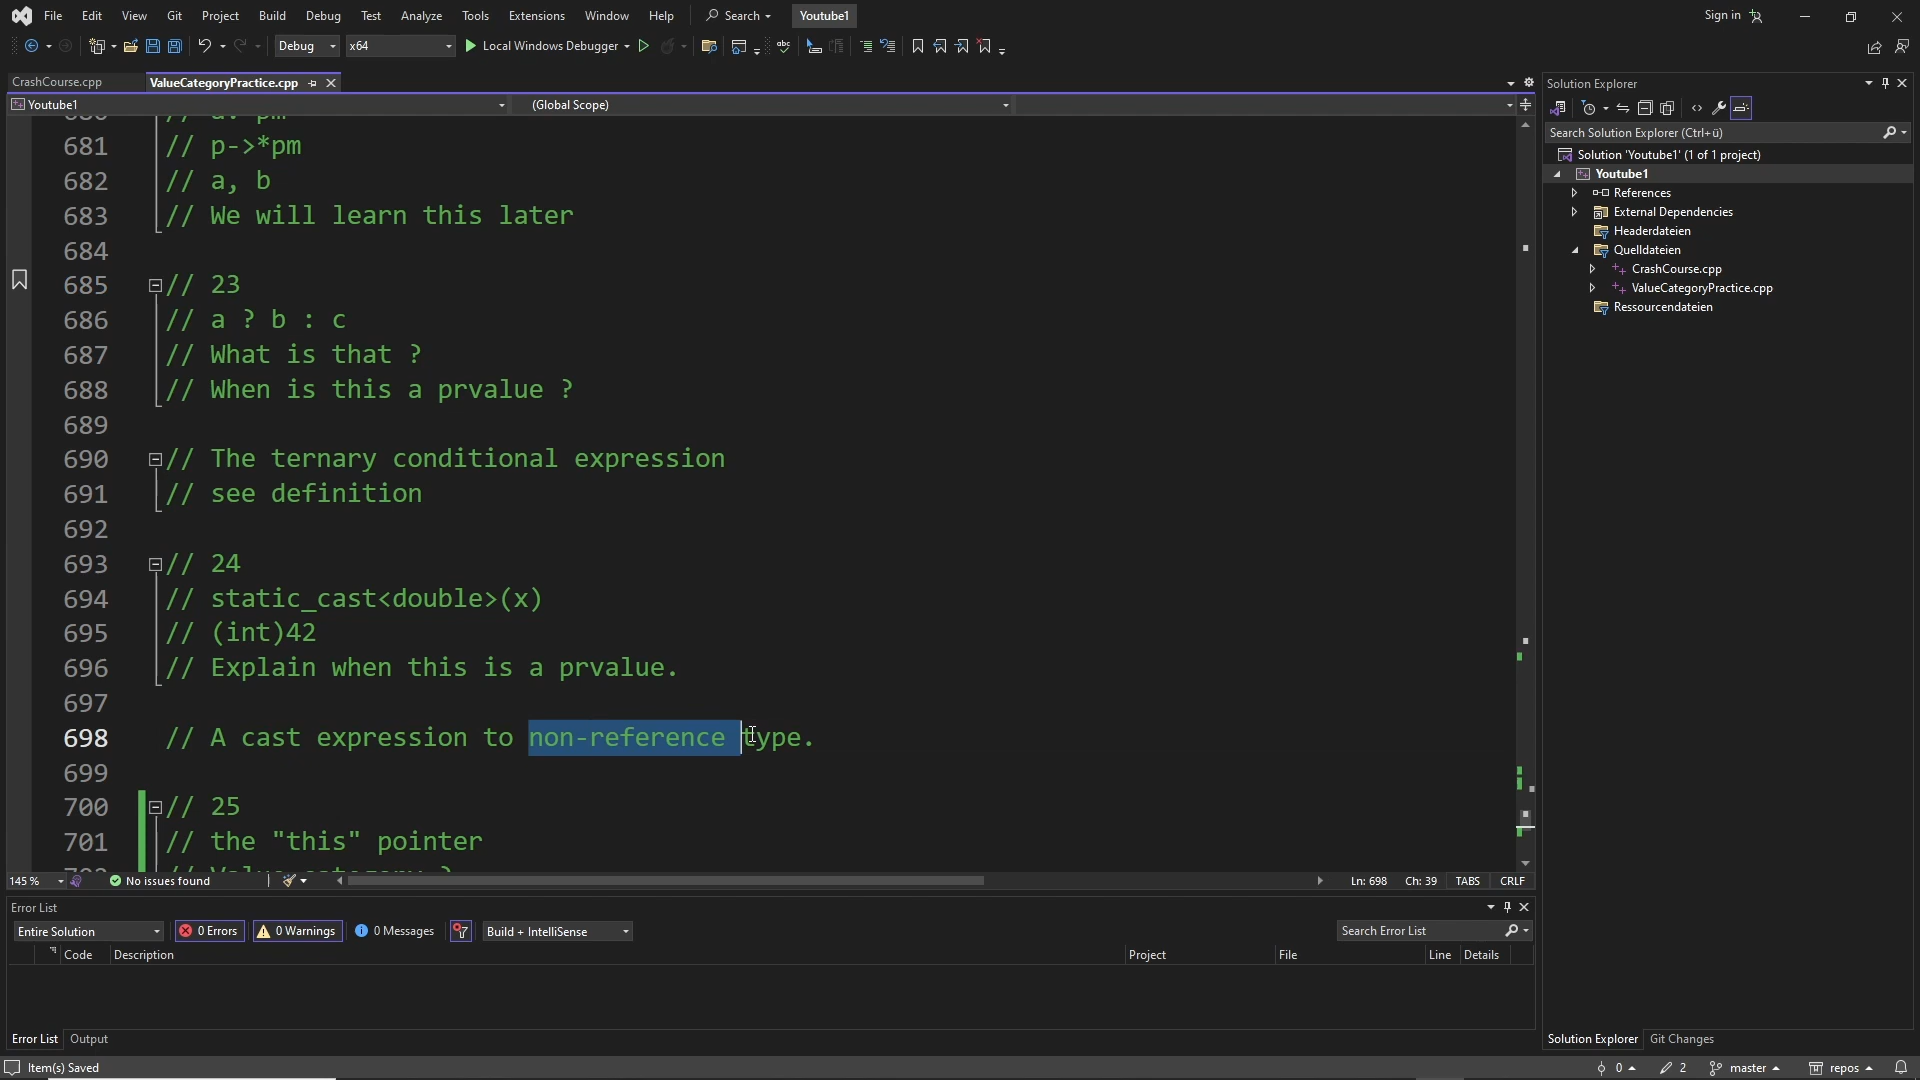 File Edit View Git Project Build Debug Test Analyze Tools Extensions Window Help Search Youtube1 Sign in
Debug x64 Local Windows Debugger
CrashCourse.cpp ValueCategoryPractice.cpp
Youtube1 (Global Scope)
681 // p->*pm
682 // a, b
683 // We will learn this later
684
685 // 23
686 // a ? b : c
687 // What is that ?
688 // When is this a prvalue ?
689
690 // The ternary conditional expression
691 // see definition
692
693 // 24
694 // static_cast<double>(x)
695 // (int)42
696 // Explain when this is a prvalue.
697
698 // A cast expression to non-reference type.
699
700 // 25
701 // the "this" pointer
145 % No issues found Ln: 698 Ch: 39 TABS CRLF
Error List
Entire Solution 0 Errors 0 Warnings 0 Messages Build + IntelliSense Search Error List
Code Description Project File Line Details
Error List Output
Solution Explorer
Search Solution Explorer (Ctrl+ü)
Solution 'Youtube1' (1 of 1 project)
Youtube1
References
External Dependencies
Headerdateien
Quelldateien
CrashCourse.cpp
ValueCategoryPractice.cpp
Ressourcendateien
Solution Explorer Git Changes
Item(s) Saved 0 2 master repos